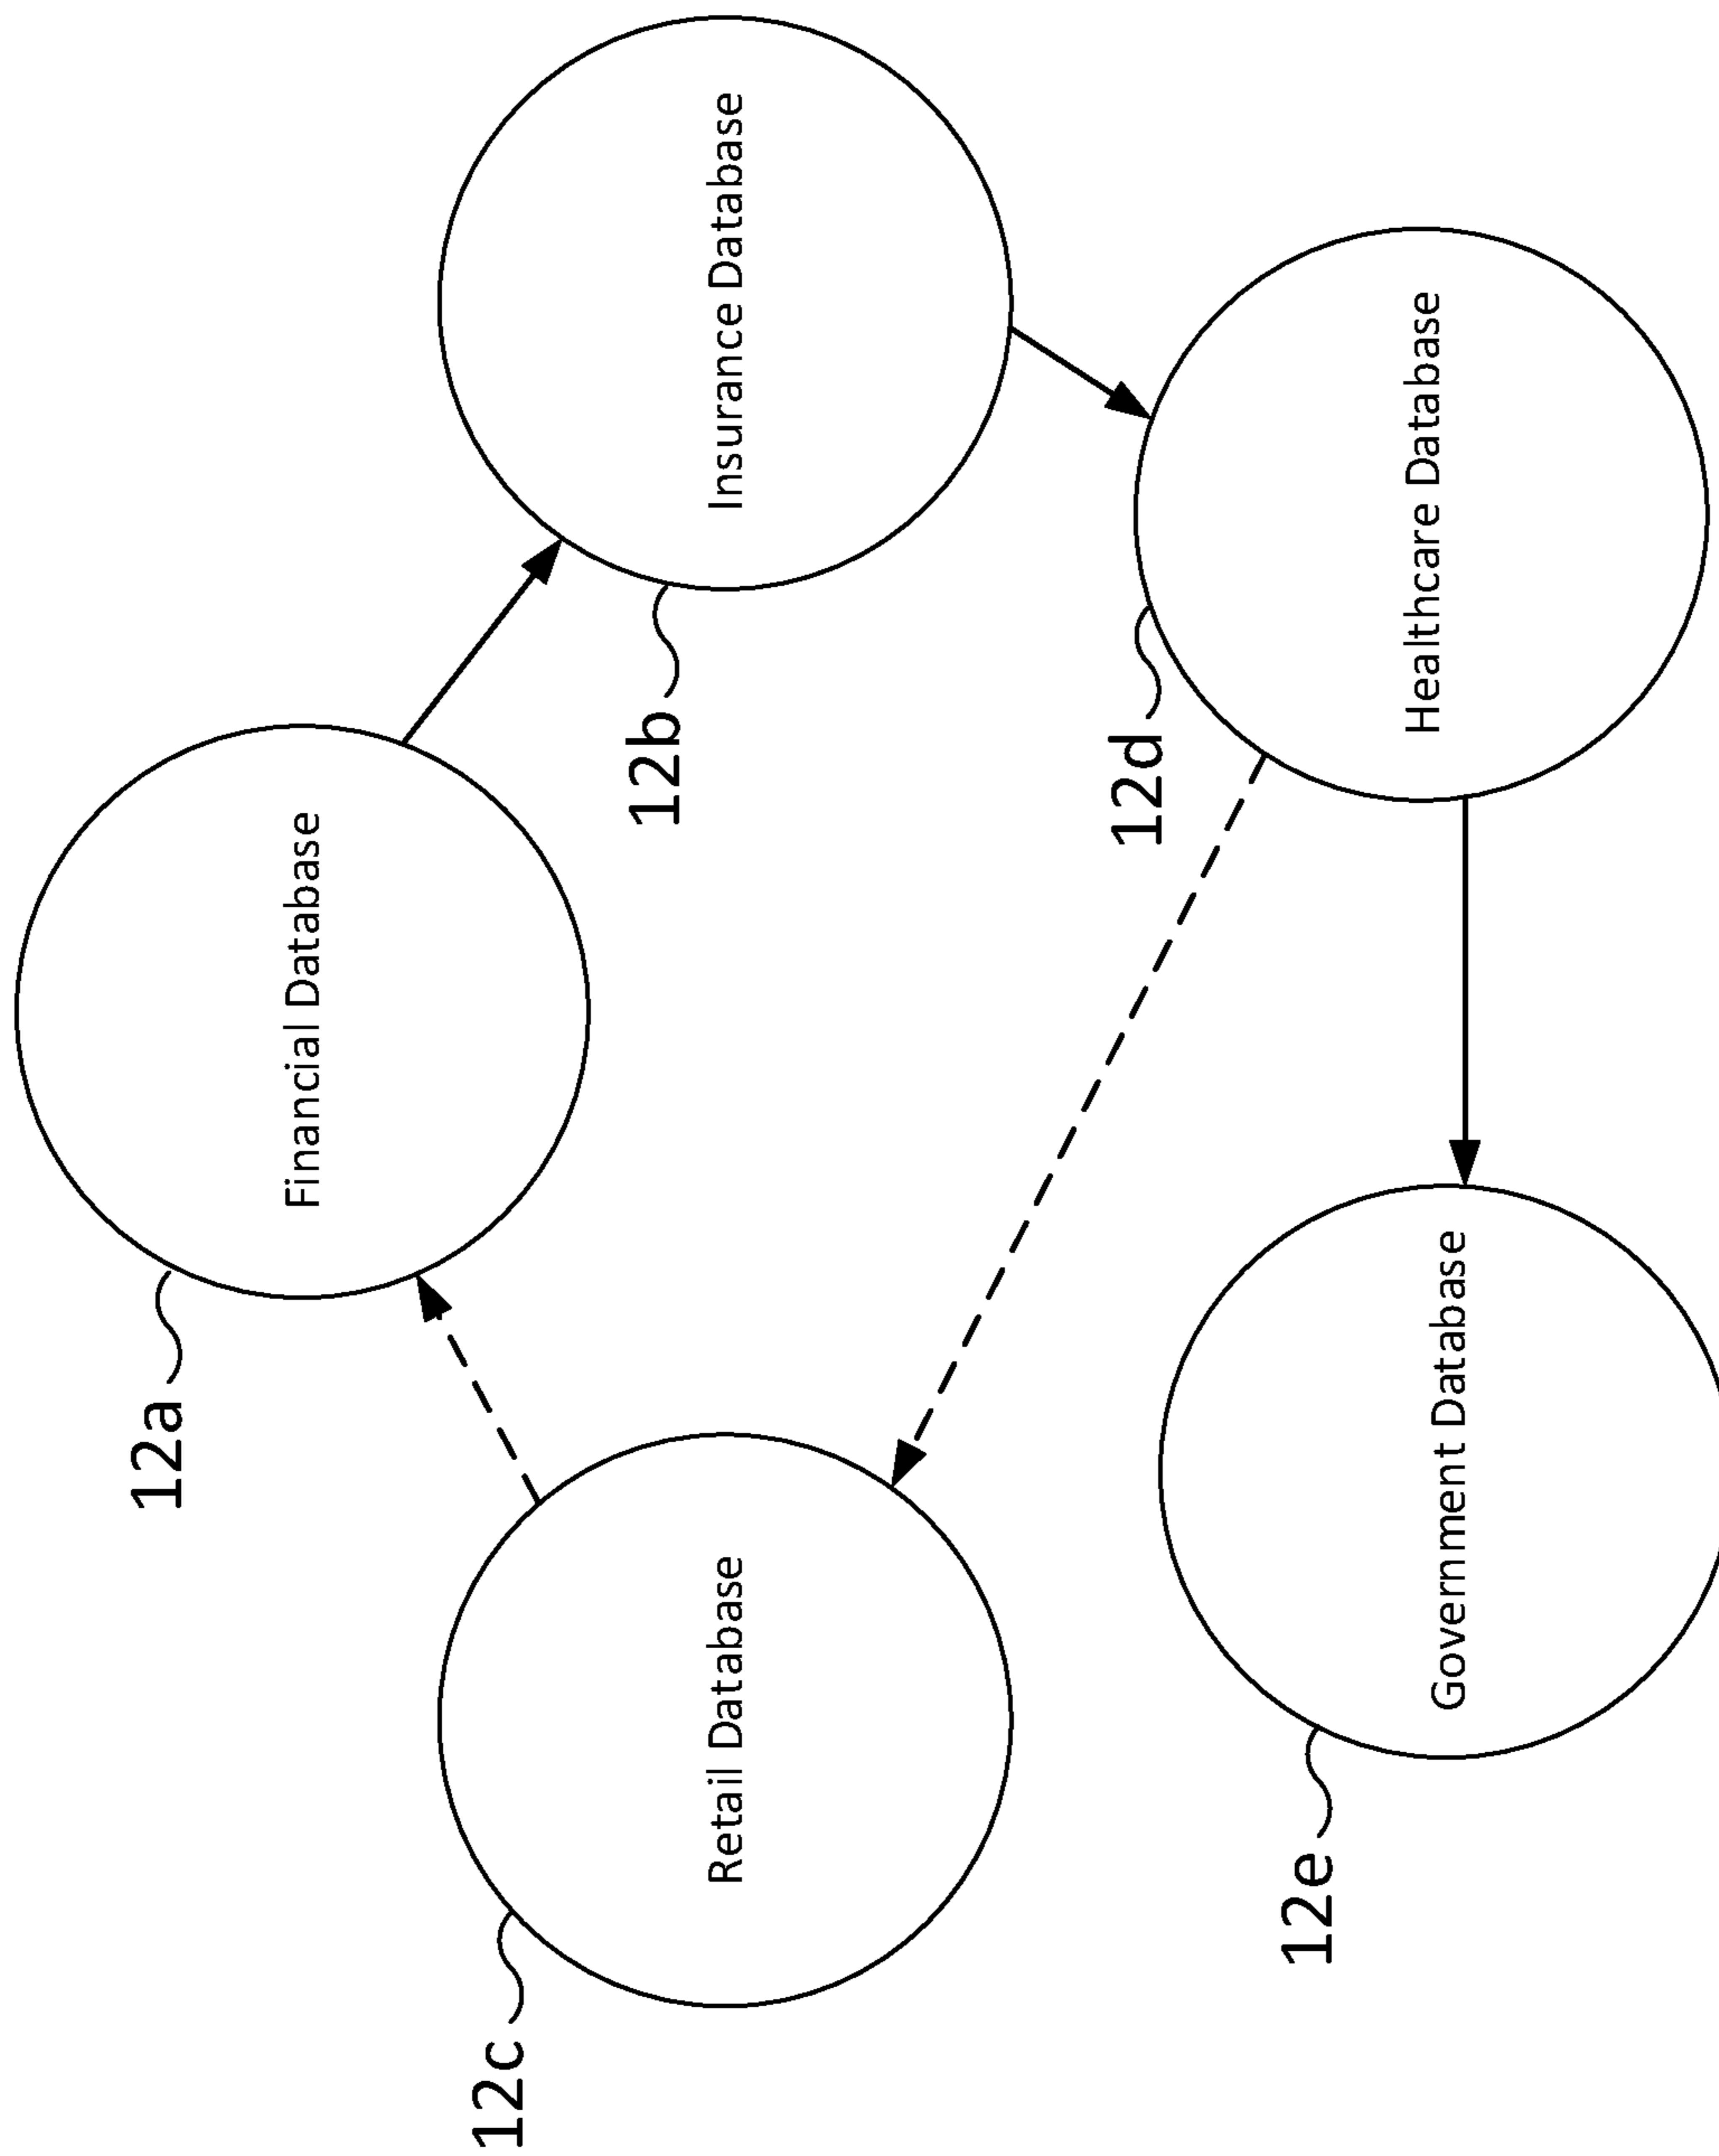 12a
Financial Database
12b
Insurance Database
12c
Retail Database
12d
Healthcare Database
12e
Government Database